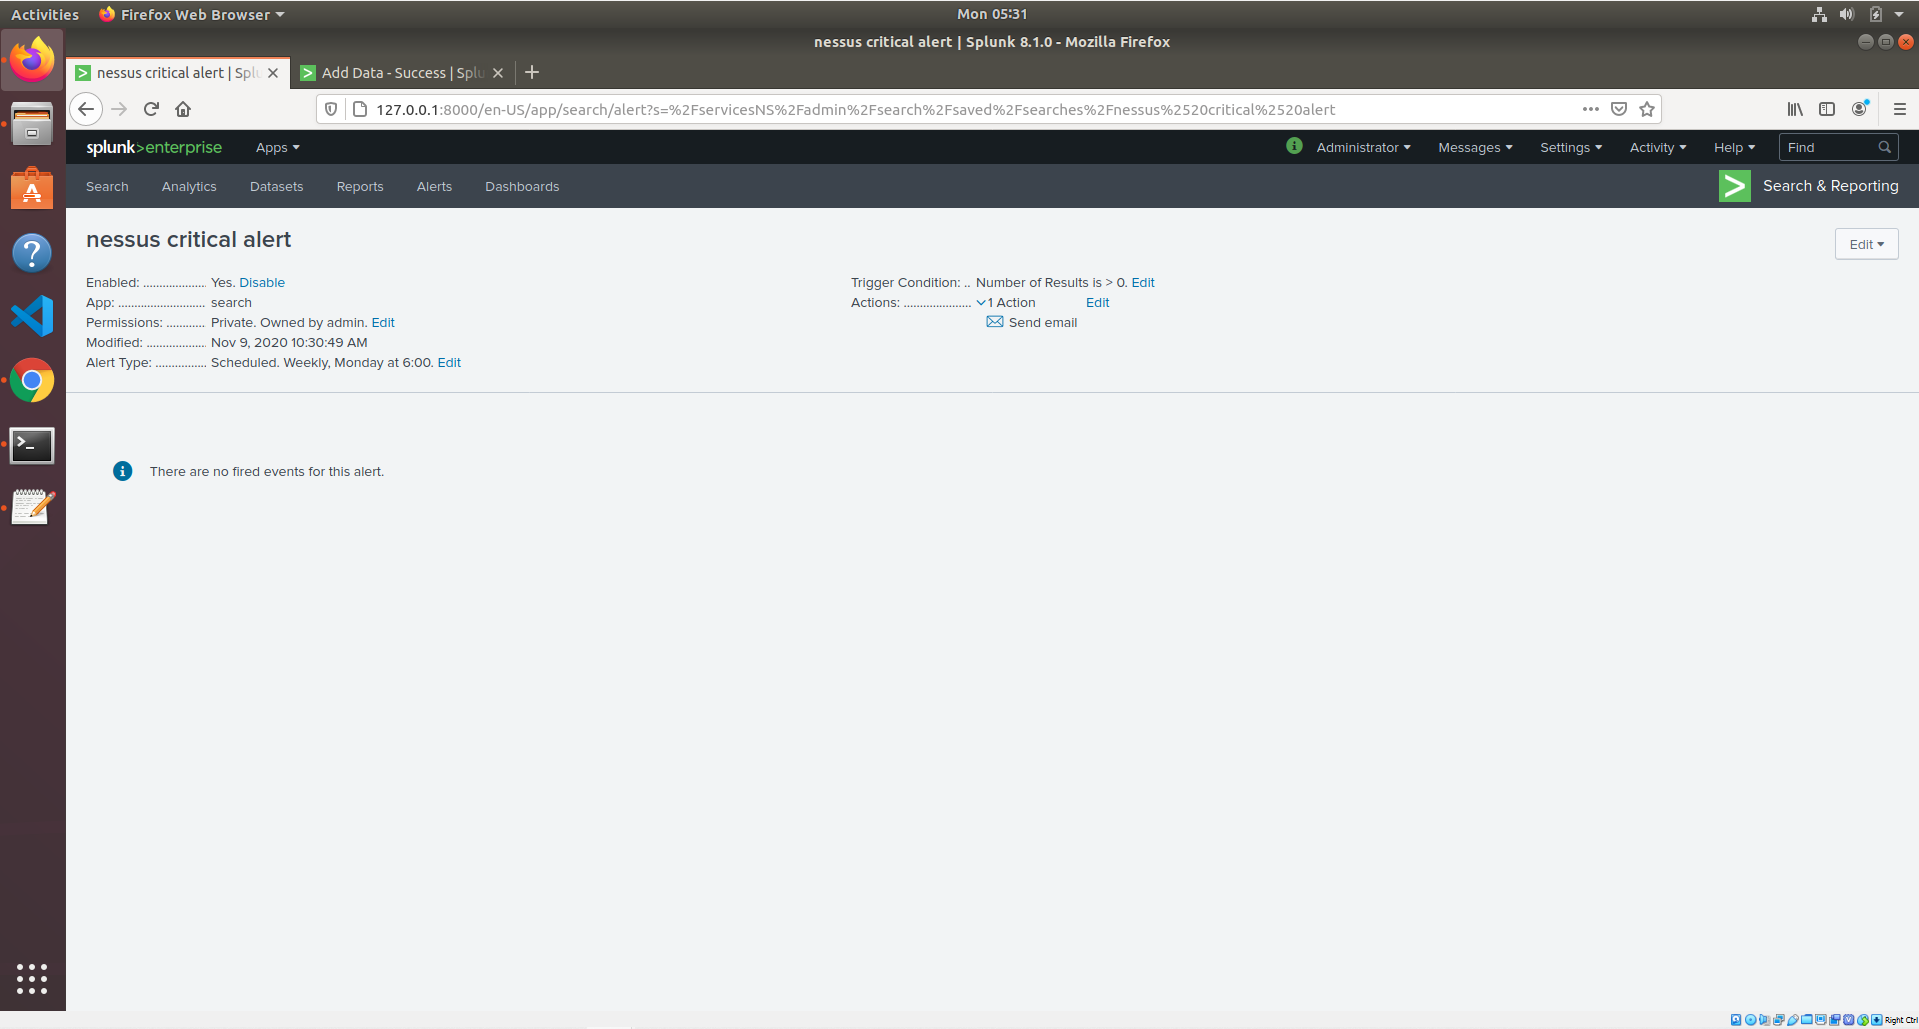 Activities Firefox Web Browser Mon 05:31
nessus critical alert | Splunk 8.1.0 - Mozilla Firefox
nessus critical alert | Splu Add Data - Success | Splu
127.0.0.1:8000/en-US/app/search/alert?s=%2FservicesNS%2Fadmin%2Fsearch%2Fsaved%2Fsearches%2Fnessus%2520critical%2520alert
splunk>enterprise Apps Administrator Messages Settings Activity Help Find
Search Analytics Datasets Reports Alerts Dashboards Search & Reporting
nessus critical alert
Edit
Enabled: ................... Yes. Disable
App: .......................... search
Permissions: ............ Private. Owned by admin. Edit
Modified: .................. Nov 9, 2020 10:30:49 AM
Alert Type: ................ Scheduled. Weekly, Monday at 6:00. Edit
Trigger Condition: .. Number of Results is > 0. Edit
Actions: ..................... 1 Action Edit
Send email
There are no fired events for this alert.
Right Ctrl